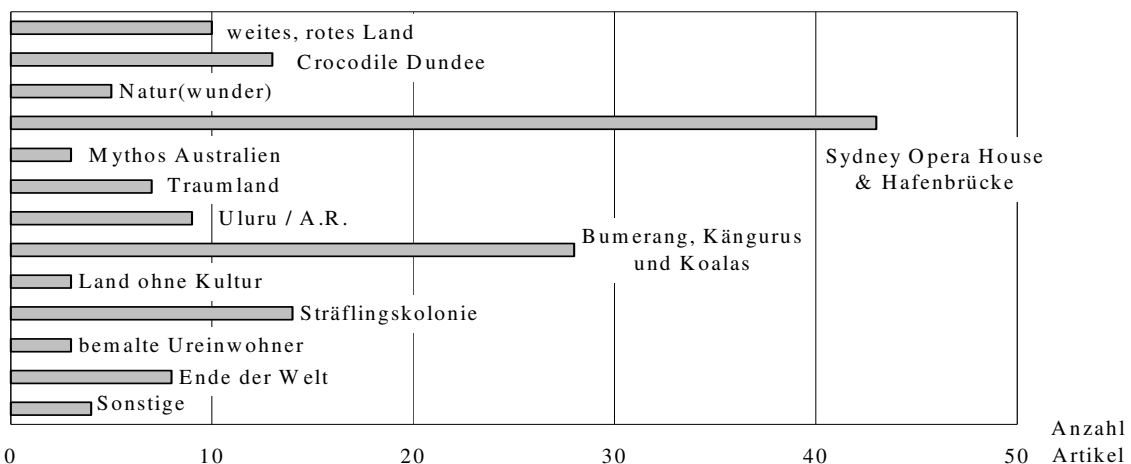 weites, rotes Land
Crocodile Dundee
Natur(wunder)
Sydney Opera House
& Hafenbrücke
Mythos Australien
Traumland
Uluru / A.R.
Bumerang, Kängurus
und Koalas
Land ohne Kultur
Sträflingskolonie
bemalte Ureinwohner
Ende der Welt
Sonstige
0 10 20 30 40 50
Anzahl
Artikel